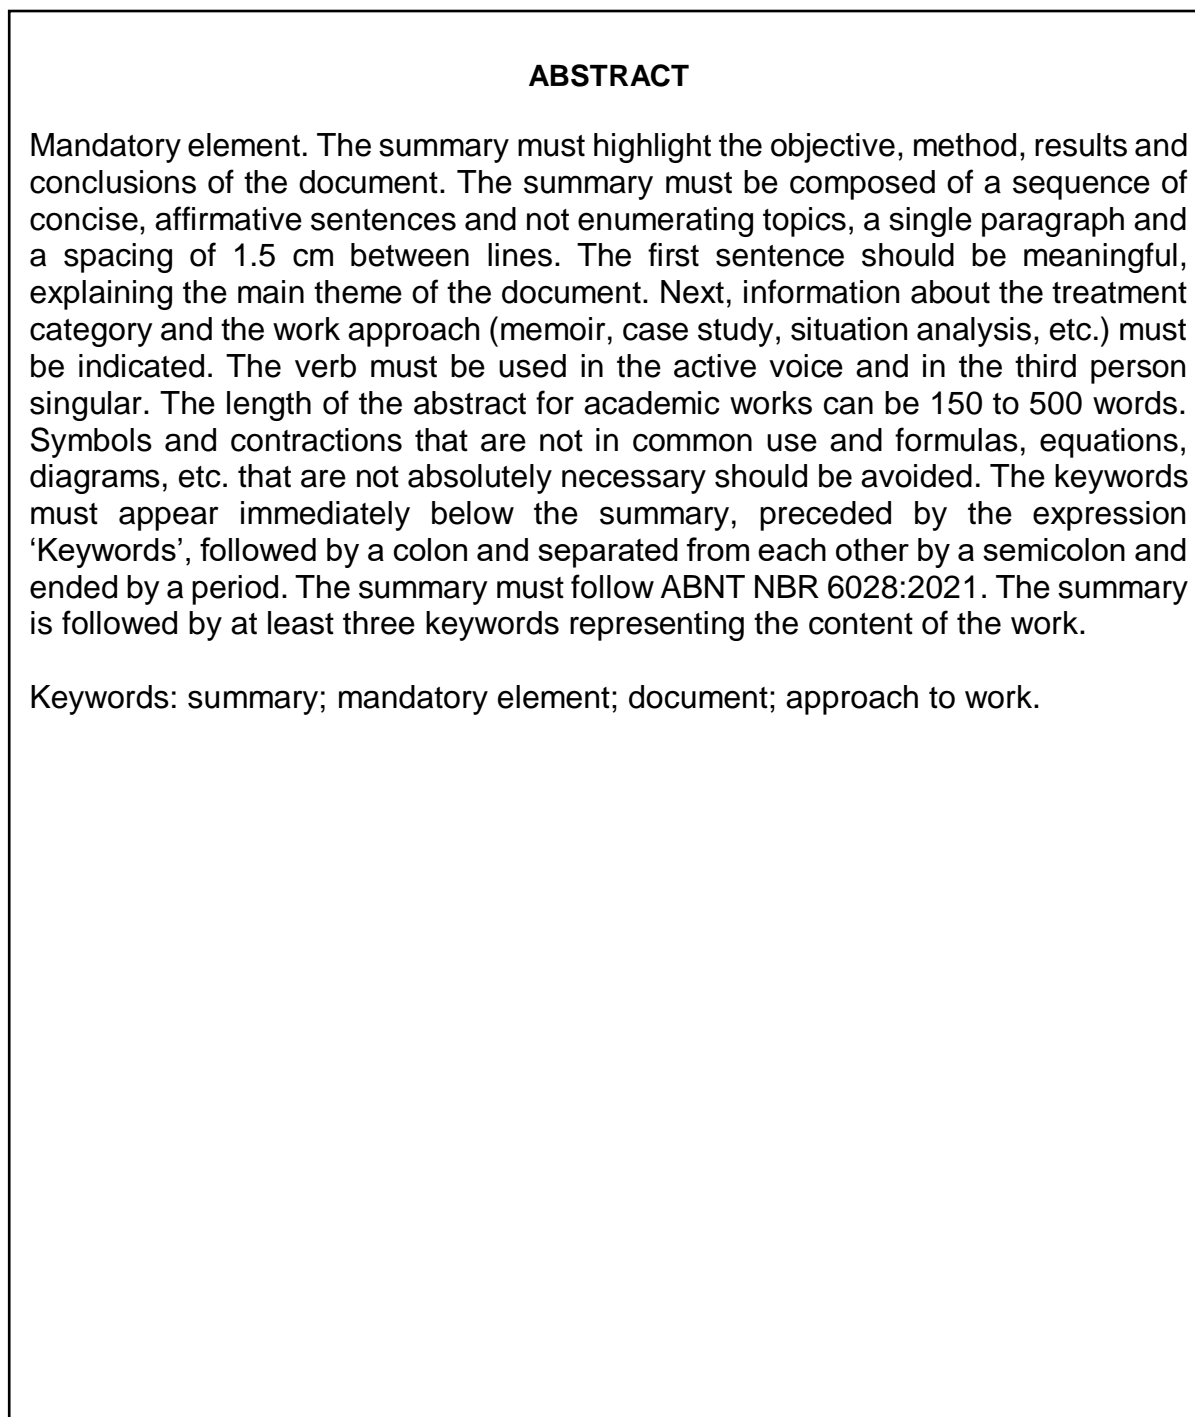 ABSTRACT
Mandatory element. The summary must highlight the objective, method, results and
conclusions of the document. The summary must be composed of a sequence of
concise, affirmative sentences and not enumerating topics, a single paragraph and
a spacing of 1.5 cm between lines. The first sentence should be meaningful,
explaining the main theme of the document. Next, information about the treatment
category and the work approach (memoir, case study, situation analysis, etc.) must
be indicated. The verb must be used in the active voice and in the third person
singular. The length of the abstract for academic works can be 150 to 500 words.
Symbols and contractions that are not in common use and formulas, equations,
diagrams, etc. that are not absolutely necessary should be avoided. The keywords
must appear immediately below the summary, preceded by the expression
‘Keywords’, followed by a colon and separated from each other by a semicolon and
ended by a period. The summary must follow ABNT NBR 6028:2021. The summary
is followed by at least three keywords representing the content of the work.
Keywords: summary; mandatory element; document; approach to work.